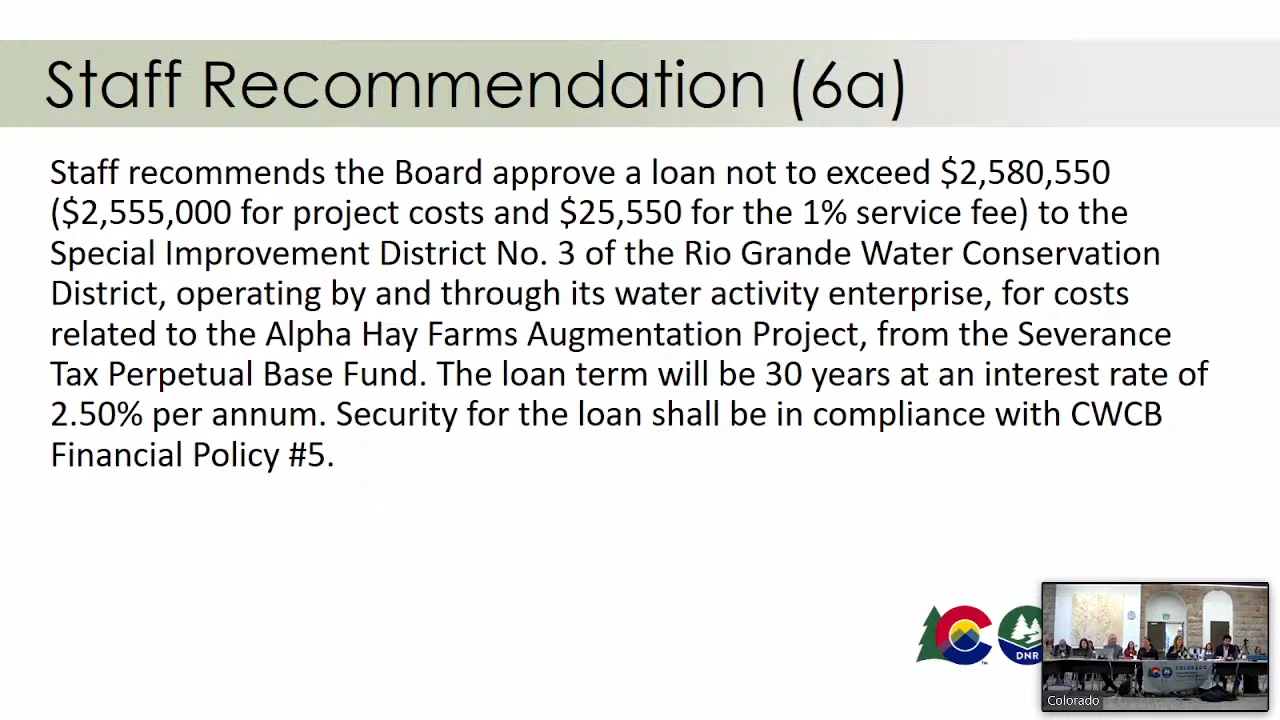 Staff Recommendation (6a)
Staff recommends the Board approve a loan not to exceed $2,580,550
($2,555,000 for project costs and $25,550 for the 1% service fee) to the
Special Improvement District No. 3 of the Rio Grande Water Conservation
District, operating by and through its water activity enterprise, for costs
related to the Alpha Hay Farms Augmentation Project, from the Severance
Tax Perpetual Base Fund. The loan term will be 30 years at an interest rate of
2.50% per annum. Security for the loan shall be in compliance with CWCB
Financial Policy #5.
DNR
COLORADO
Colorado